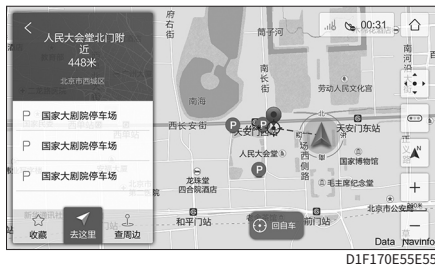 人民大会堂北门附
近
448米
北京市西城区
国家大剧院停车场
国家大剧院停车场
国家大剧院停车场
收藏
去这里
查周边
00:31
府右街
筒子河
南长街
南海
劳动人民文化宫
西长安街
天安门东站
人民大会堂
国家博物馆
毛主席纪念堂
龙珠堂
四合院酒店
和平门站
前门站
北京市公安局
南河沿
回自车
N
P
P
P
Data Navinfo
D1F170E55E55